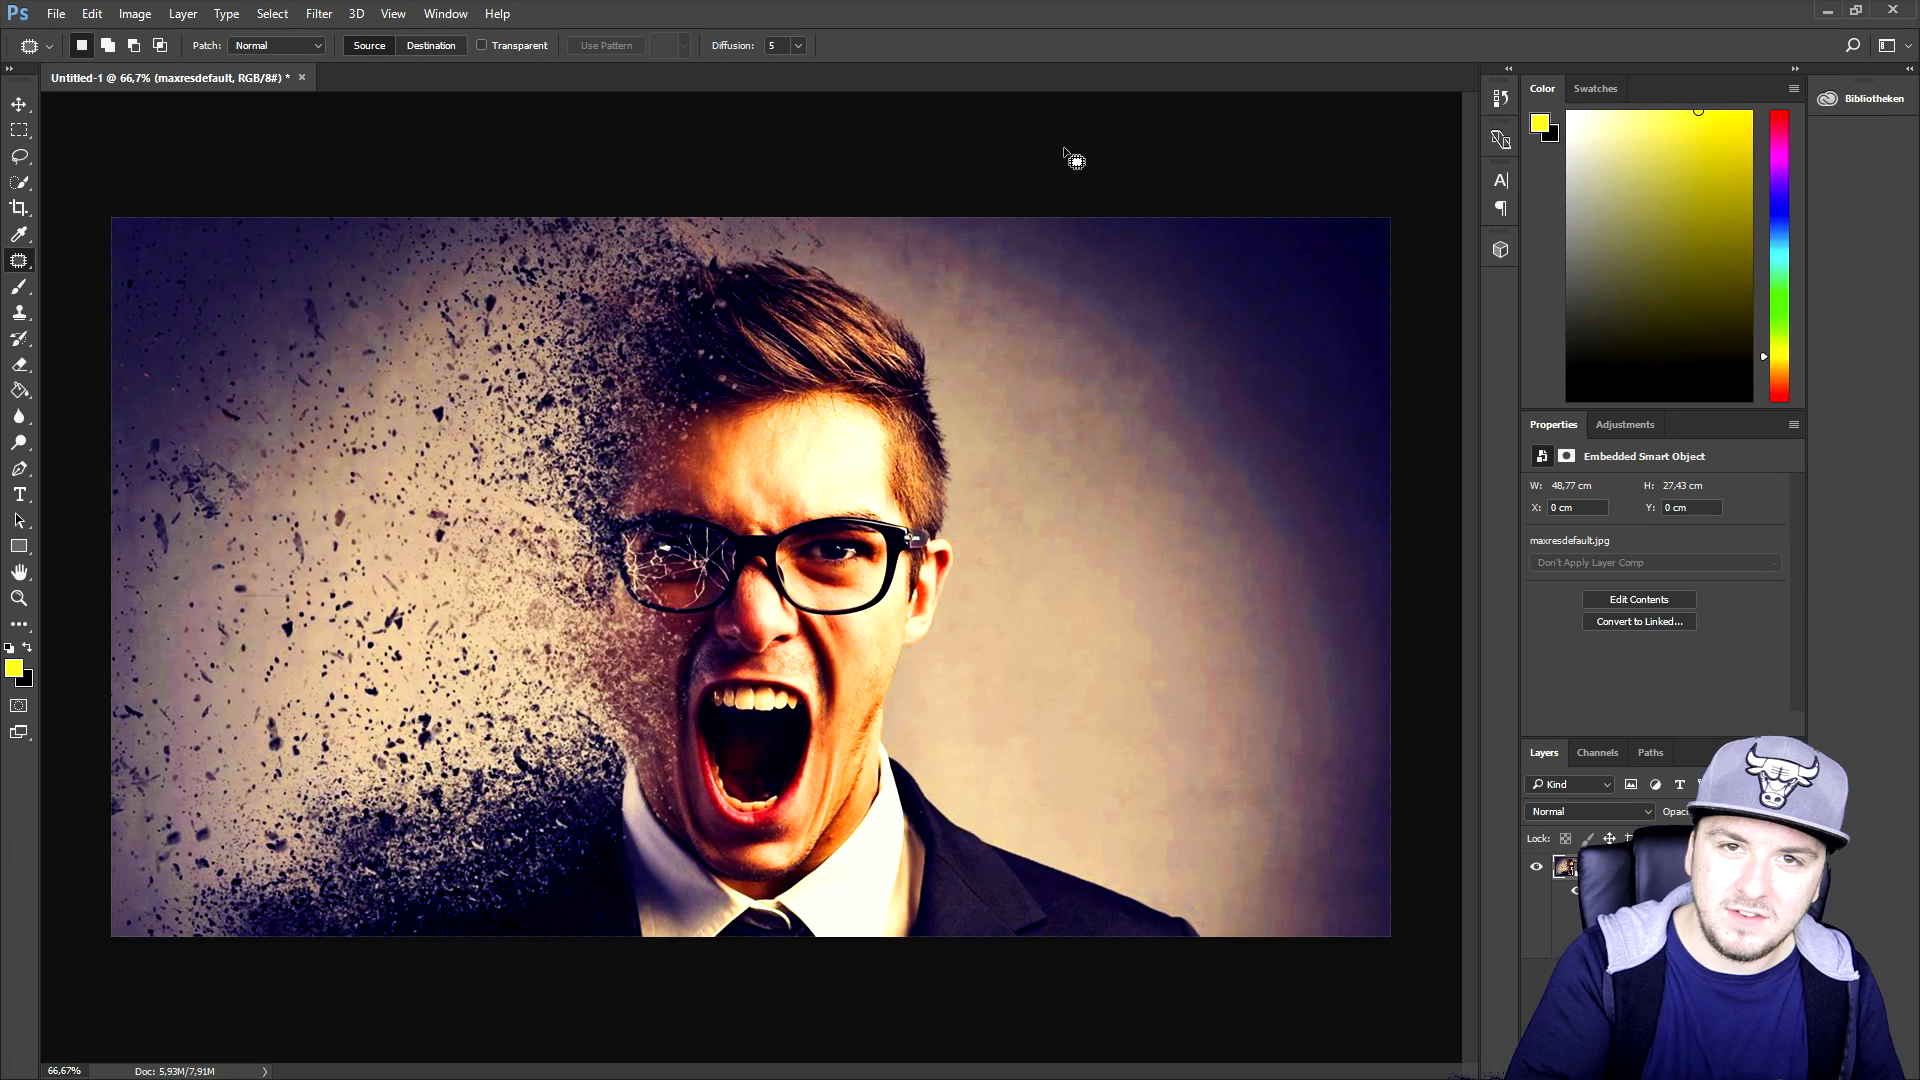 Ps File Edit Image Layer Type Select Filter 3D View Window Help
Patch: Normal Source Destination Transparent Use Pattern Diffusion: 5
Untitled-1 @ 66,7% (maxresdefault, RGB/8#) * ×
Color Swatches
Bibliotheken
Properties Adjustments
Embedded Smart Object
W: 48,77 cm H: 27,43 cm
X: 0 cm Y: 0 cm
maxresdefault.jpg
Don't Apply Layer Comp
Edit Contents
Convert to Linked...
Layers Channels Paths
Kind
Normal Opaci
Lock:
66,67% Doc: 5,93M/7,91M